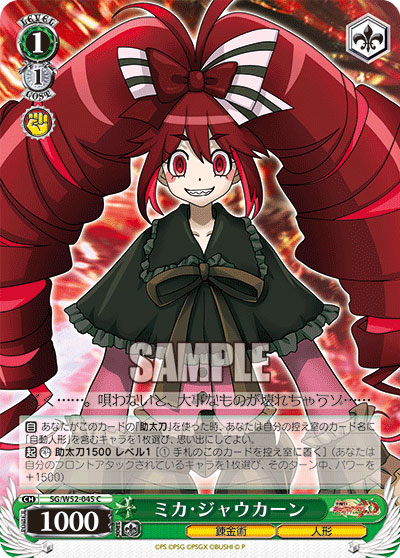 LEVEL
1
1
COST
SAMPLE
く……。唄わないと、大事なものが壊れちゃうゾ……
自 あなたがこのカードの「助太刀」を使った時、あなたは自分の控え室のカード名に
「自動人形」を含むキャラを1枚選び、思い出にしてよい。
起 助太刀1500 レベル1 (① 手札のこのカードを控え室に置く) (あなたは自
分のフロントアタックされているキャラを1枚選び、そのターン中、パワーを
+1500)
CH
SG/W52-045 C
1000
ミカ・ジャウカーン
錬金術
人形
©PS ©PSG ©PSGX ©BUSHI ©P